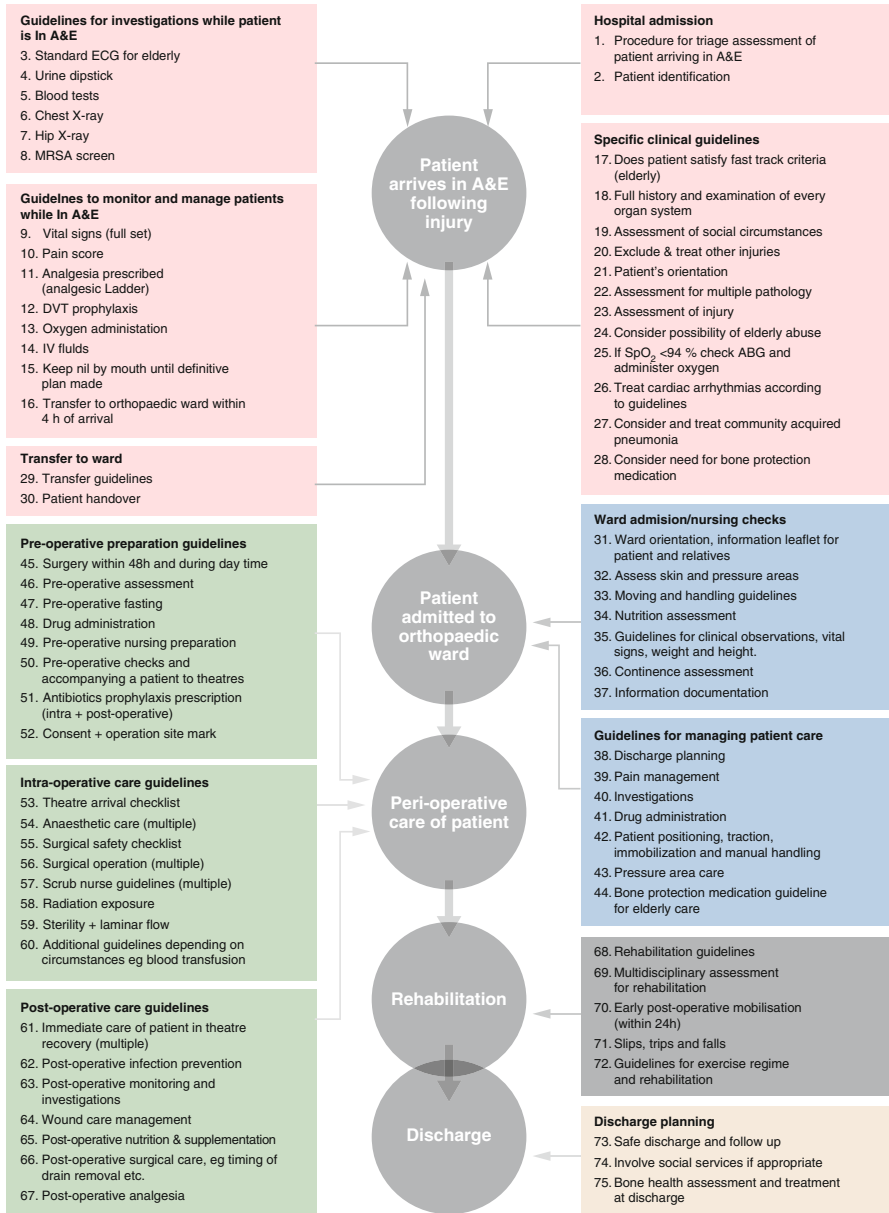 Guidelines for investigations while patient
is In A&E
3. Standard ECG for elderly
4. Urine dipstick
5. Blood tests
6. Chest X-ray
7. Hip X-ray
8. MRSA screen
Guidelnes to monitor and manage patients
while In A&E
9. Vital signs (full set)
10. Pain score
11. Analgesia prescribed
(analgesic Ladder)
12. DVT prophylaxis
13. Oxygen administation
14. IV fluIds
15. Keep nil by mouth until definitive
plan made
16. Transfer to orthopaedic ward within
4 h of arrival
Transfer to ward
29. Transfer guidelines
30. Patient handover
Pre-operative preparation guidelines
45. Surgery within 48h and during day time
46. Pre-operative assessment
47. Pre-operative fasting
48. Drug administration
49. Pre-operative nursing preparation
50. Pre-operative checks and
accompanying a patient to theatres
51. Antibiotics prophylaxis prescription
(intra + post-operative)
52. Consent + operation site mark
Intra-operative care guidelines
53. Theatre arrival checklist
54. Anaesthetic care (multiple)
55. Surgical safety checklist
56. Surgical operation (multiple)
57. Scrub nurse guidelines (multiple)
58. Radiation exposure
59. Sterility + laminar flow
60. Additional guidelines depending on
circumstances eg blood transfusion
Post-operative care guidelines
61. Immediate care of patient in theatre
recovery (multiple)
62. Post-operative infection prevention
63. Post-operative monitoring and
investigations
64. Wound care management
65. Post-operative nutrition & supplementation
66. Post-operative surgical care, eg timing of
drain removal etc.
67. Post-operative analgesia
Patient
arrives in A&E
following
injury
Patient
admitted to
orthopaedic
ward
Peri-operative
care of patient
Rehabilitation
Discharge
Hospital admission
1. Procedure for triage assessment of
patient arriving in A&E
2. Patient identification
Specific clinical guidelines
17. Does patient satisfy fast track criteria
(elderly)
18. Full history and examination of every
organ system
19. Assessment of social circumstances
20. Exclude & treat other injuries
21. Patient's orientation
22. Assessment for multiple pathology
23. Assessment of injury
24. Consider possibility of elderly abuse
25. If SpO2 <94 % check ABG and
administer oxygen
26. Treat cardiac arrhythmias according
to guidelines
27. Consider and treat community acquired
pneumonia
28. Consider need for bone protection
medication
Ward admision/nursing checks
31. Ward orientation, information leaflet for
patient and relatives
32. Assess skin and pressure areas
33. Moving and handling guidelines
34. Nutrition assessment
35. Guidelines for clinical observations, vital
signs, weight and height.
36. Continence assessment
37. Information documentation
Guidelines for managing patient care
38. Discharge planning
39. Pain management
40. Investigations
41. Drug administration
42. Patient positioning, traction,
immobilization and manual handling
43. Pressure area care
44. Bone protection medication guideline
for elderly care
68. Rehabilitation guidelines
69. Multidisciplinary assessment
for rehabilitation
70. Early post-operative mobilisation
(within 24h)
71. Slips, trips and falls
72. Guidelines for exercise regime
and rehabilitation
Discharge planning
73. Safe discharge and follow up
74. Involve social services if appropriate
75. Bone health assessment and treatment
at discharge